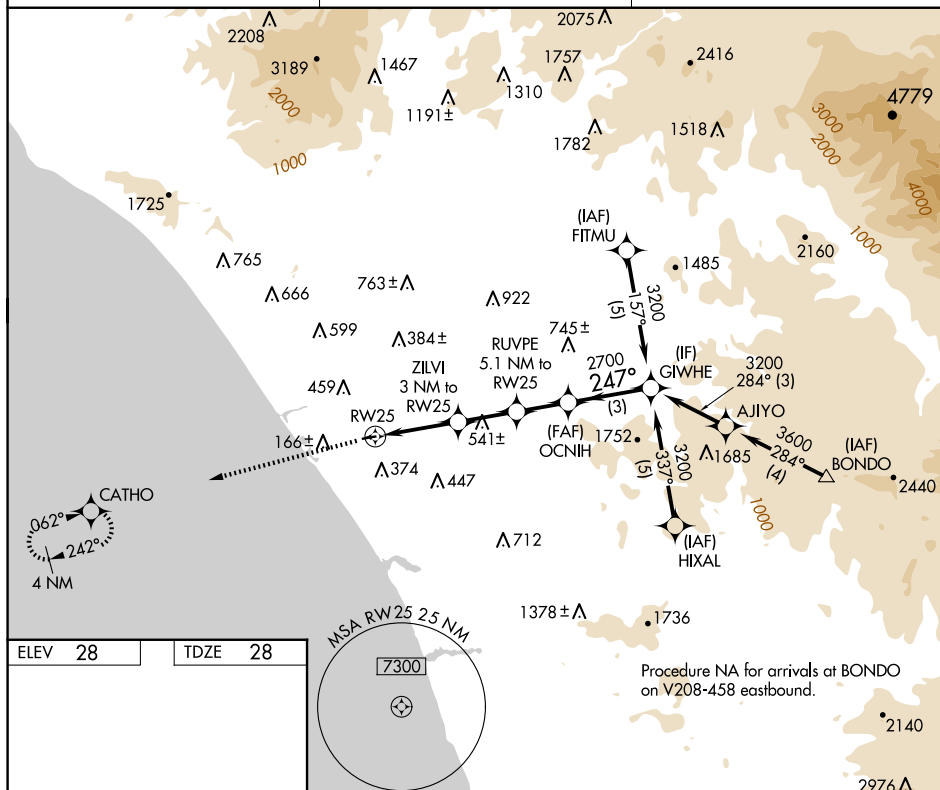 2208
3189
2000
1000
1467
1191±
1310
1757
2075
2416
1782
1518
4779
3000
2000
4000
1000
1725
765
666
599
763±
384±
922
745±
459
166±
374
447
541±
712
1752
1685
1485
2160
2440
1000
1378±
1736
2140
2976
(IAF)
FITMU
3200
157°
(5)
(IF)
GIWHE
3200
284° (3)
AJIYO
3600
284°
(4)
(IAF)
BONDO
2700
247°
(3)
(FAF)
OCNIH
RUVPE
5.1 NM to
RW25
ZILVI
3 NM to
RW25
RW25
3200
337°
(5)
(IAF)
HIXAL
CATHO
062°
242°
4 NM
ELEV 28
TDZE 28
MSA RW25 25 NM
7300
Procedure NA for arrivals at BONDO
on V208-458 eastbound.